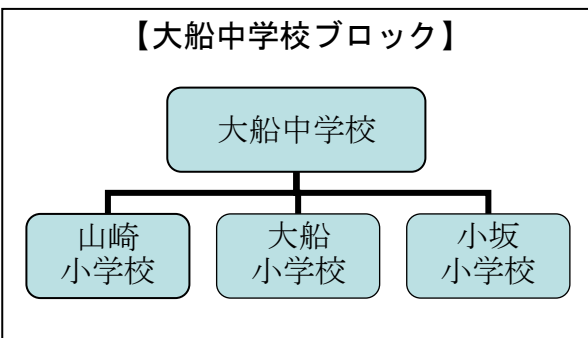 【大船中学校ブロック】
大船中学校
山崎
小学校
大船
小学校
小坂
小学校